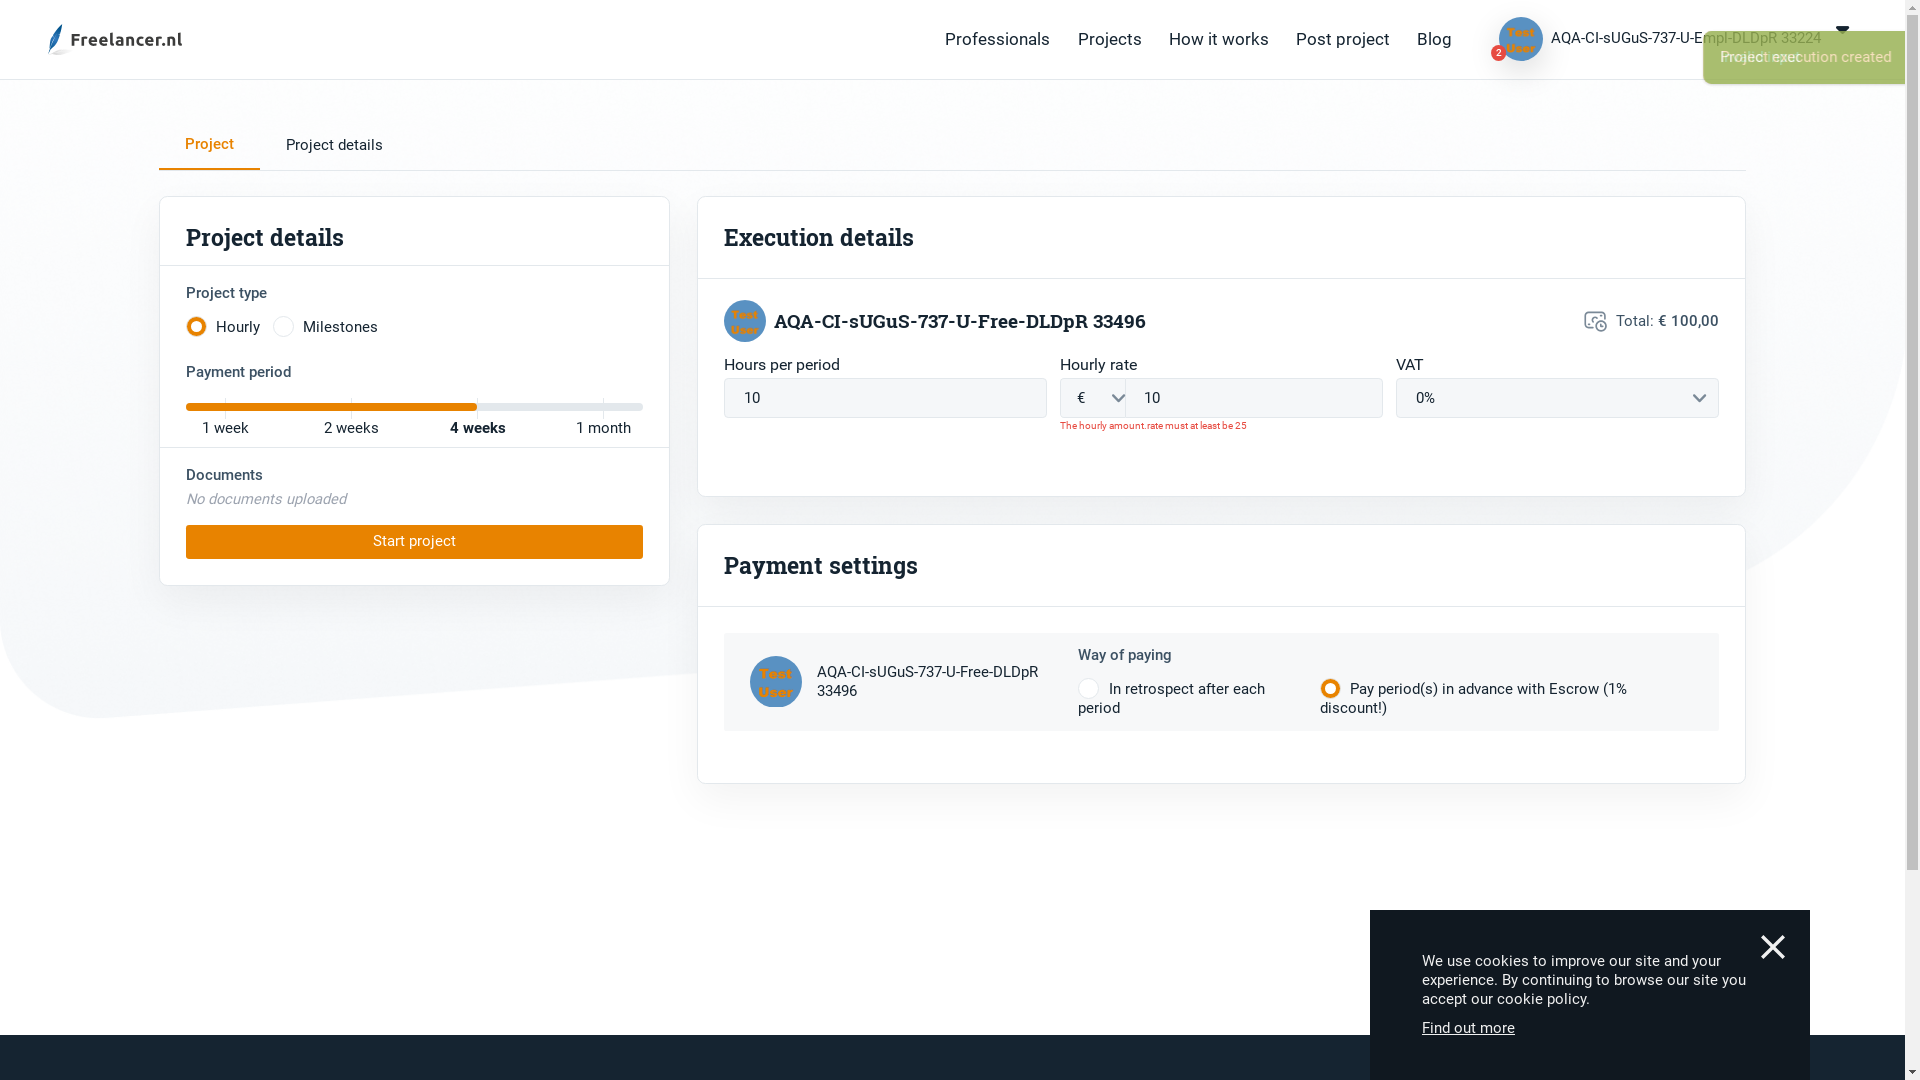 Freelancer.nl
Professionals
Projects
How it works
Post project
Blog
Test
User
2
AQA-CI-sUGuS-737-U-Empl-DLDpR 33224
Project execution created
Project
Project details
Project details
Project type
Hourly
Milestones
Payment period
1 week
2 weeks
4 weeks
1 month
Documents
No documents uploaded
Start project
Execution details
Test
User
AQA-CI-sUGuS-737-U-Free-DLDpR 33496
Total: € 100,00
Hours per period
10
Hourly rate
€
10
The hourly amount.rate must at least be 25
VAT
0%
Payment settings
Test
User
AQA-CI-sUGuS-737-U-Free-DLDpR
33496
Way of paying
In retrospect after each
period
Pay period(s) in advance with Escrow (1%
discount!)
We use cookies to improve our site and your
experience. By continuing to browse our site you
accept our cookie policy.
Find out more